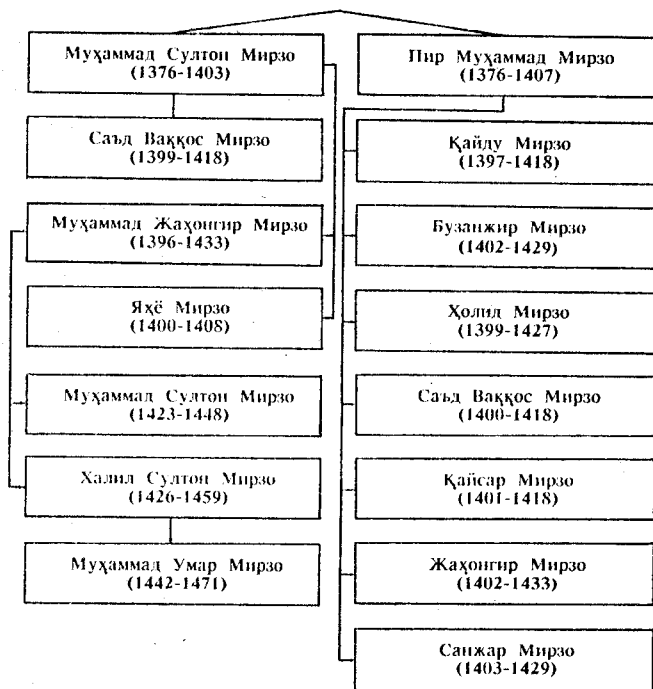 Муҳаммад Султон Мирзо
(1376-1403)
Саъд Ваққос Мирзо
(1399-1418)
Муҳаммад Жаҳонгир Мирзо
(1396-1433)
Яҳё Мирзо
(1400-1408)
Муҳаммад Султон Мирзо
(1423-1448)
Халил Султон Мирзо
(1426-1459)
Муҳаммад Умар Мирзо
(1442-1471)
Пир Муҳаммад Мирзо
(1376-1407)
Қайду Мирзо
(1397-1418)
Бузанжир Мирзо
(1402-1429)
Ҳолид Мирзо
(1399-1427)
Саъд Ваққос Мирзо
(1400-1418)
Қайсар Мирзо
(1401-1418)
Жаҳонгир Мирзо
(1402-1433)
Санжар Мирзо
(1403-1429)